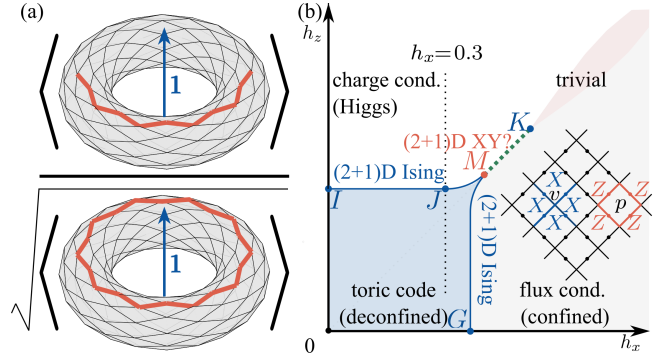 (a)
1
1
(b)
h_z
h_x=0.3
charge cond.
(Higgs)
trivial
K
(2+1)D XY?
M
(2+1)D Ising
I
J
(2+1)D Ising
X
X v X
X
Z Z
p
Z Z
toric code
(deconfined)
G
flux cond.
(confined)
0
h_x